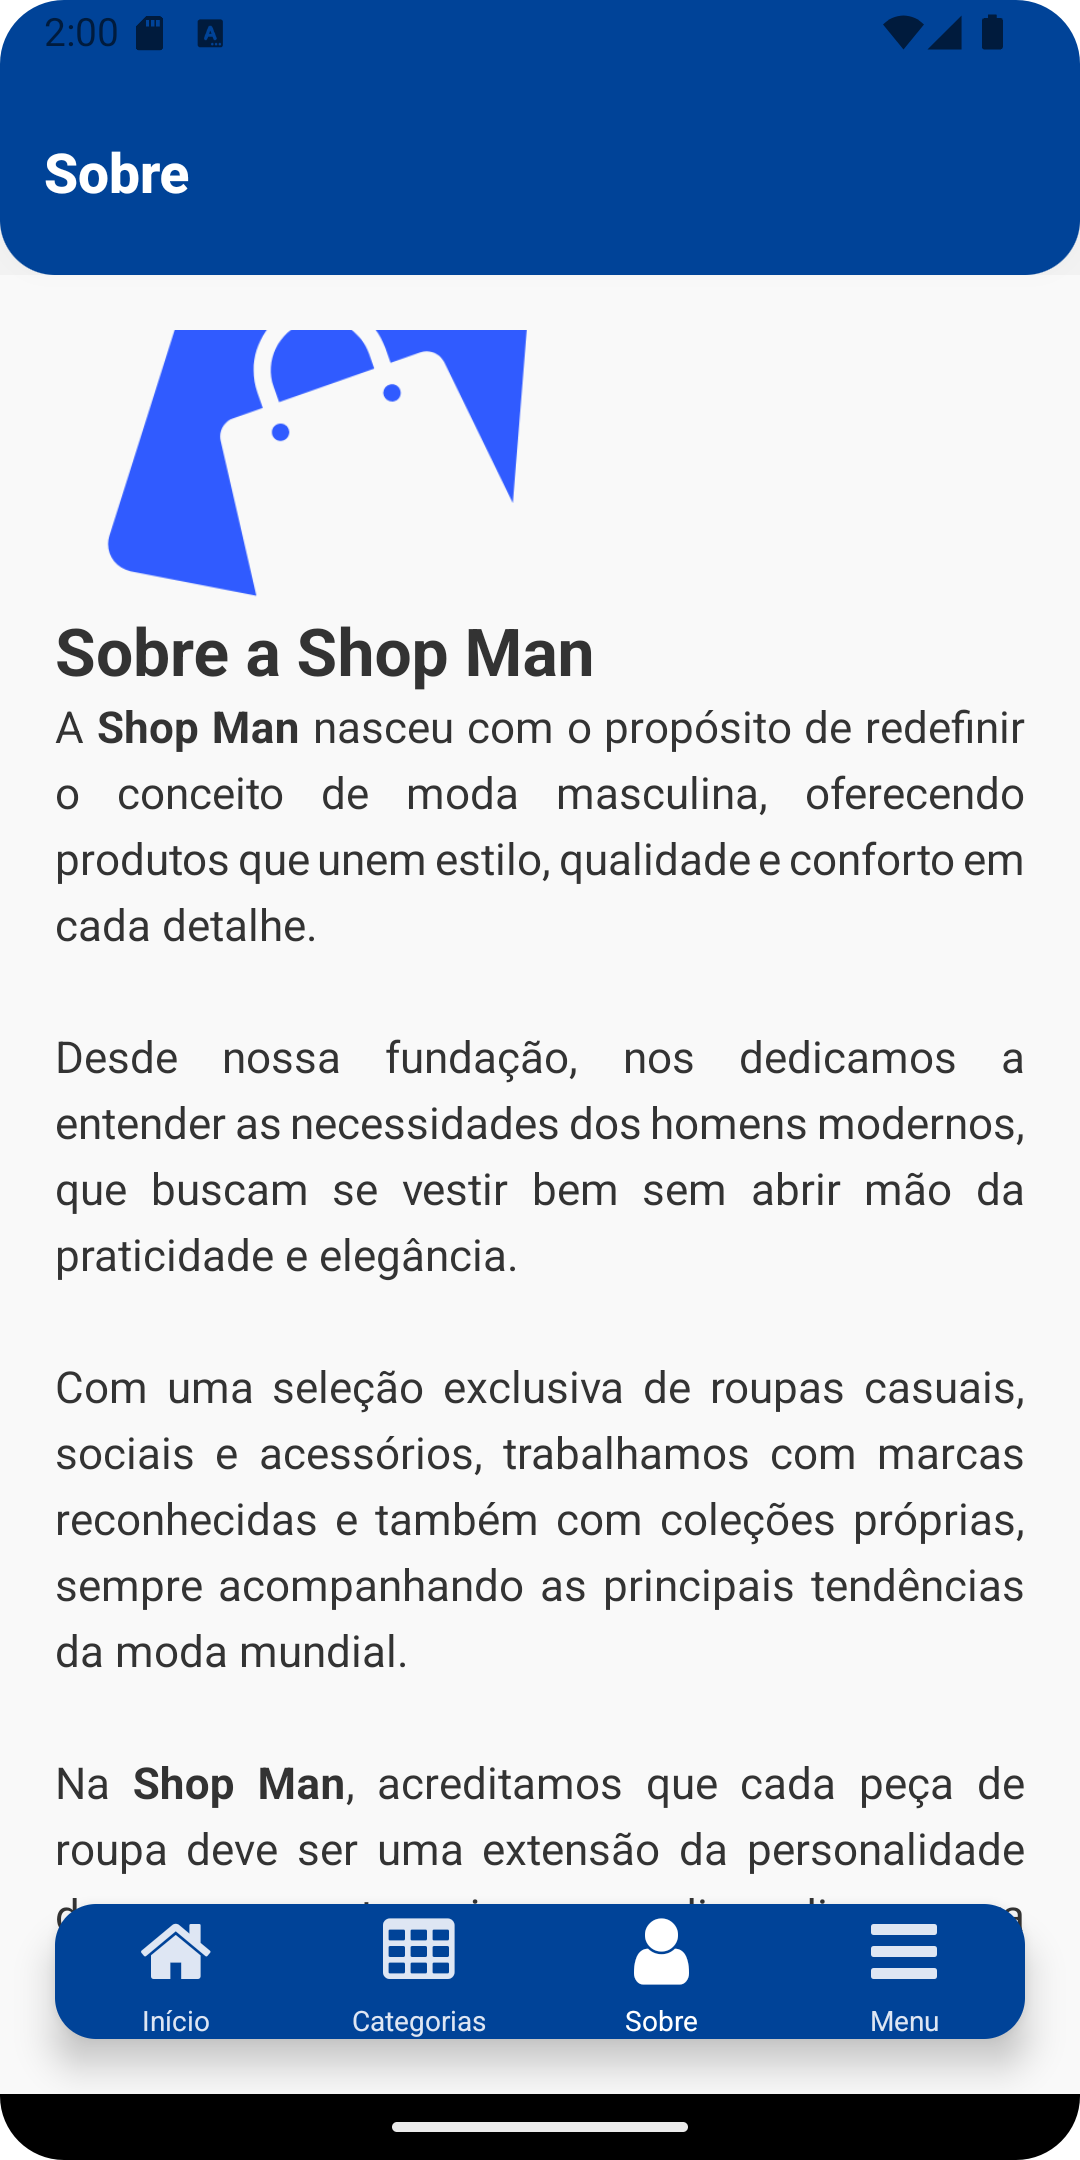 2:00
Sobre
Sobre a Shop Man
A Shop Man nasceu com o propósito de redefinir
o conceito de moda masculina, oferecendo
produtos que unem estilo, qualidade e conforto em
cada detalhe.
Desde nossa fundação, nos dedicamos a
entender as necessidades dos homens modernos,
que buscam se vestir bem sem abrir mão da
praticidade e elegância.
Com uma seleção exclusiva de roupas casuais,
sociais e acessórios, trabalhamos com marcas
reconhecidas e também com coleções próprias,
sempre acompanhando as principais tendências
da moda mundial.
Na Shop Man, acreditamos que cada peça de
roupa deve ser uma extensão da personalidade
Início
Categorias
Sobre
Menu